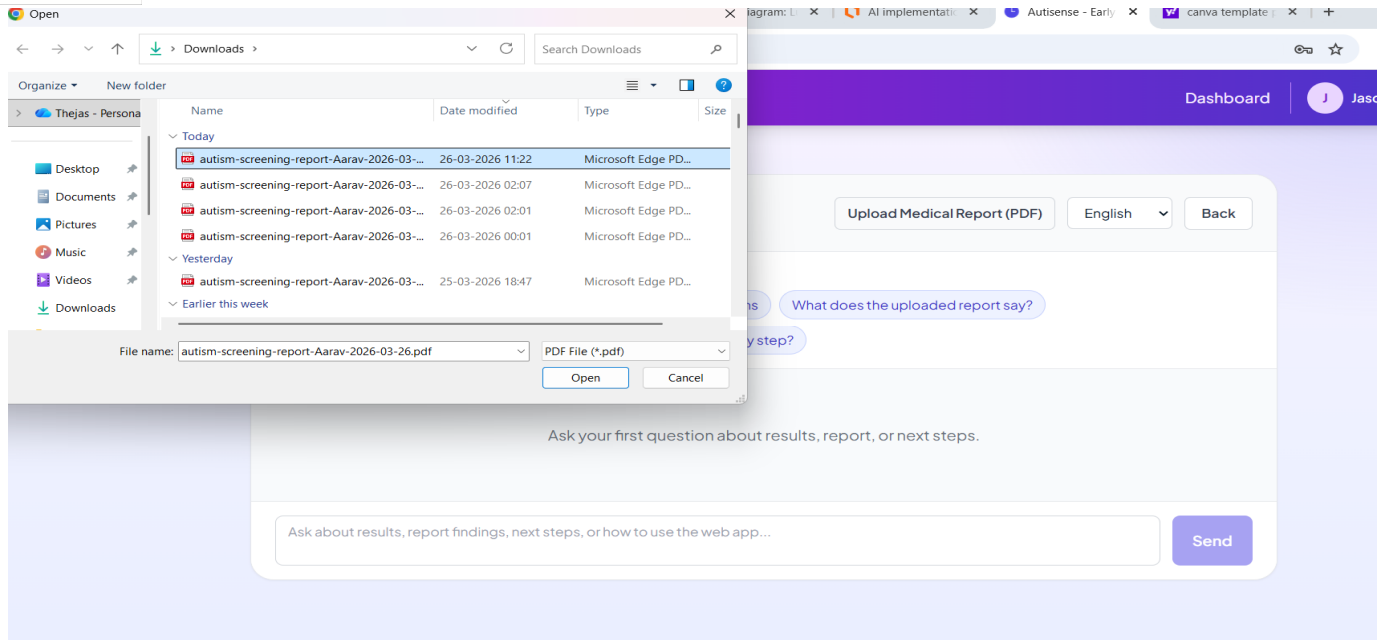 Open
iagram: L
AI implementatic
Autisense - Early
canva template
Downloads
Search Downloads
Organize
New folder
Dashboard
J
Jaso
Thejas - Persona
Name
Date modified
Type
Size
Today
autism-screening-report-Aarav-2026-03-...
26-03-2026 11:22
Microsoft Edge PD...
Desktop
autism-screening-report-Aarav-2026-03-...
26-03-2026 02:07
Microsoft Edge PD...
Documents
autism-screening-report-Aarav-2026-03-...
26-03-2026 02:01
Microsoft Edge PD...
Pictures
autism-screening-report-Aarav-2026-03-...
26-03-2026 00:01
Microsoft Edge PD...
Music
Yesterday
Videos
autism-screening-report-Aarav-2026-03-...
25-03-2026 18:47
Microsoft Edge PD...
Downloads
Earlier this week
File name:
autism-screening-report-Aarav-2026-03-26.pdf
PDF File (*.pdf)
Open
Cancel
Upload Medical Report (PDF)
English
Back
ns
What does the uploaded report say?
y step?
Ask your first question about results, report, or next steps.
Ask about results, report findings, next steps, or how to use the web app...
Send